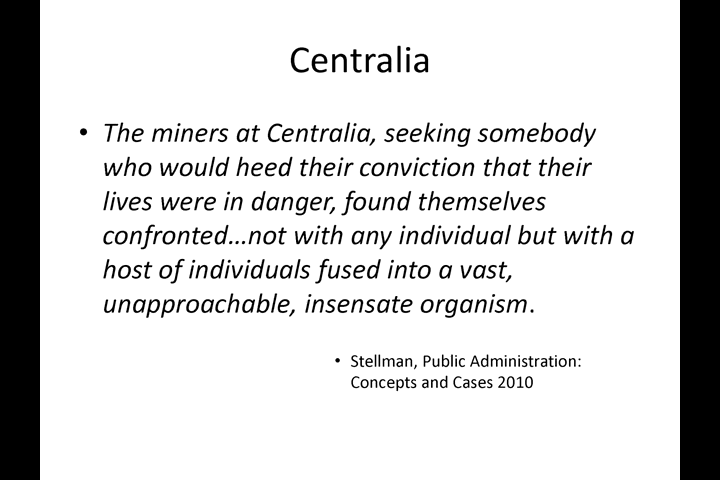 Centralia
• The miners at Centralia, seeking somebody
who would heed their conviction that their
lives were in danger, found themselves
confronted…not with any individual but with a
host of individuals fused into a vast,
unapproachable, insensate organism.
• Stellman, Public Administration:
Concepts and Cases 2010